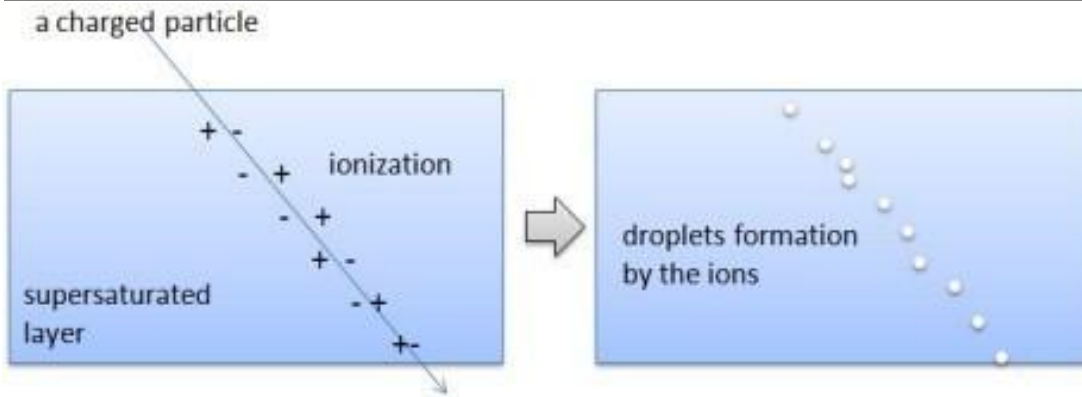 a charged particle
+ -
- +
ionization
- +
+ -
- +
+-
supersaturated
layer
droplets formation
by the ions